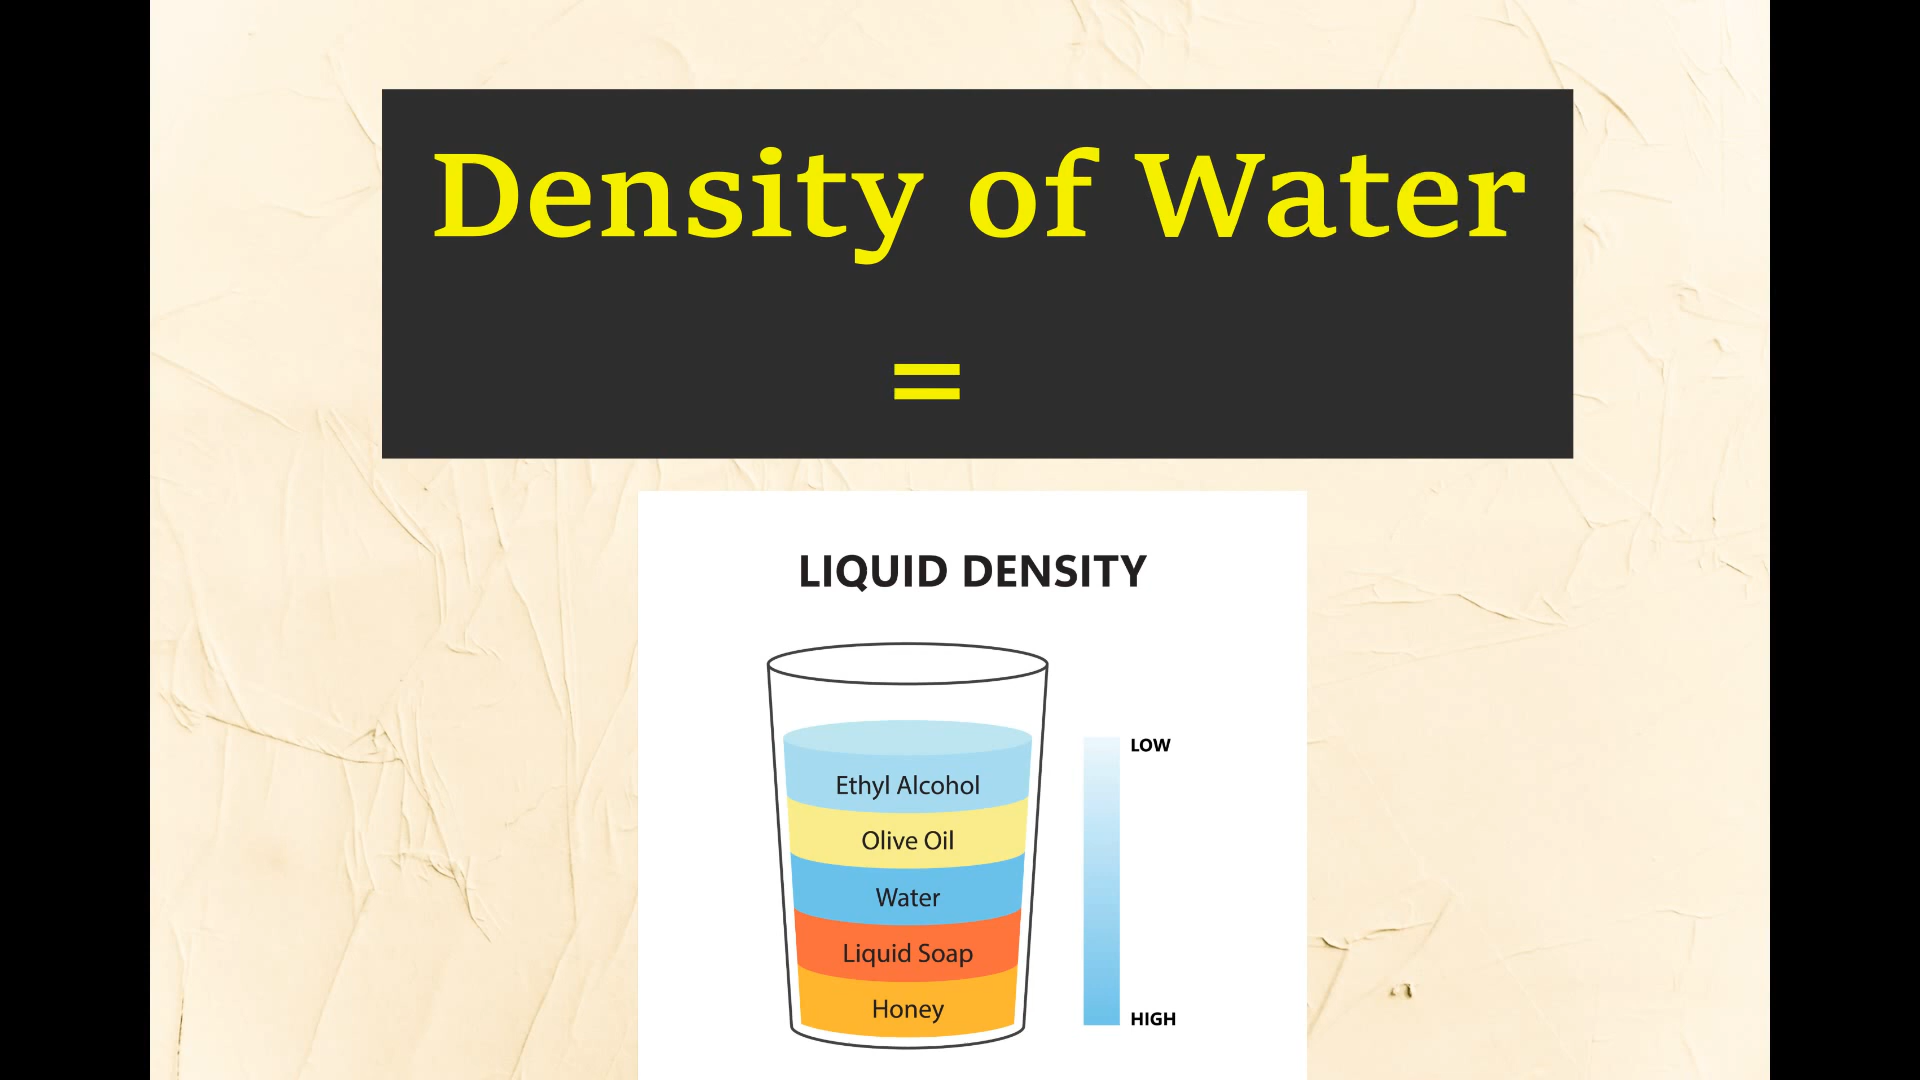 Density of Water
=
LIQUID DENSITY
LOW
Ethyl Alcohol
Olive Oil
Water
Liquid Soap
Honey
HIGH